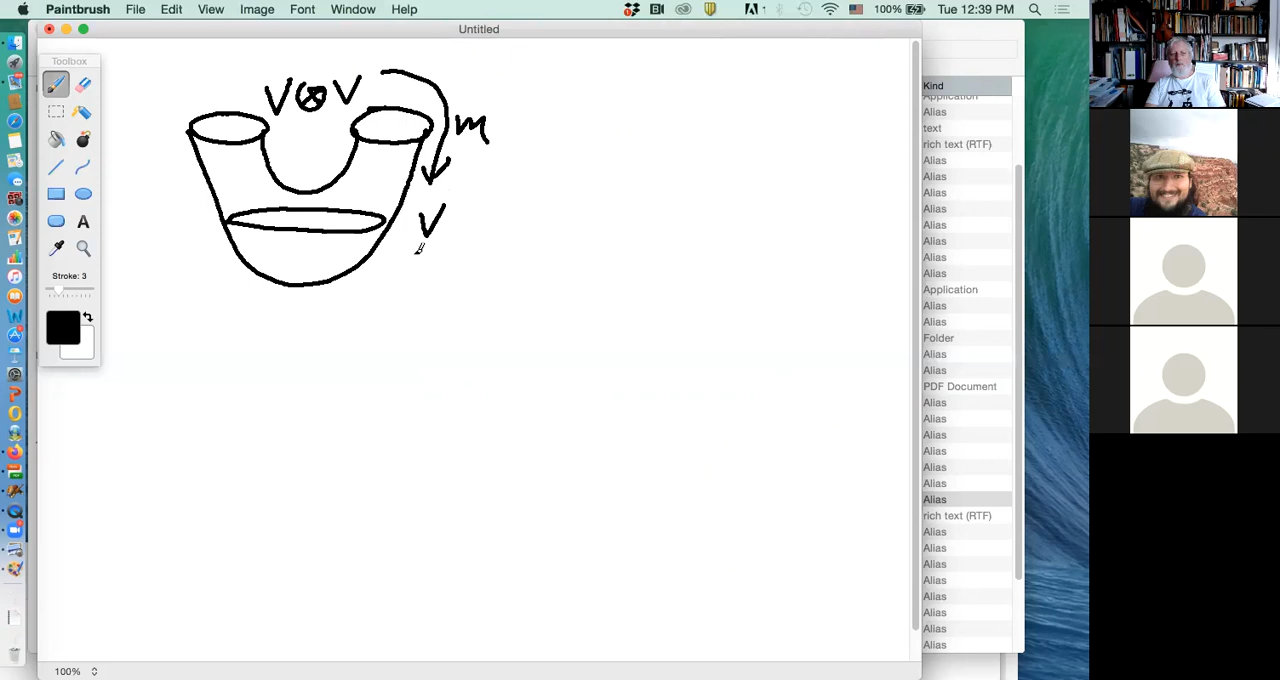 Paintbrush File Edit View Image Font Window Help 100% Tue 12:39 PM
Untitled
Toolbox
V ⊗ V
m
V
A
Stroke: 3
100%
Kind
Application
Alias
text
rich text (RTF)
Alias
Alias
Alias
Alias
Alias
Alias
Alias
Alias
Application
Alias
Alias
Folder
Alias
Alias
PDF Document
Alias
Alias
Alias
Alias
Alias
Alias
Alias
rich text (RTF)
Alias
Alias
Alias
Alias
Alias
Alias
Alias
Alias